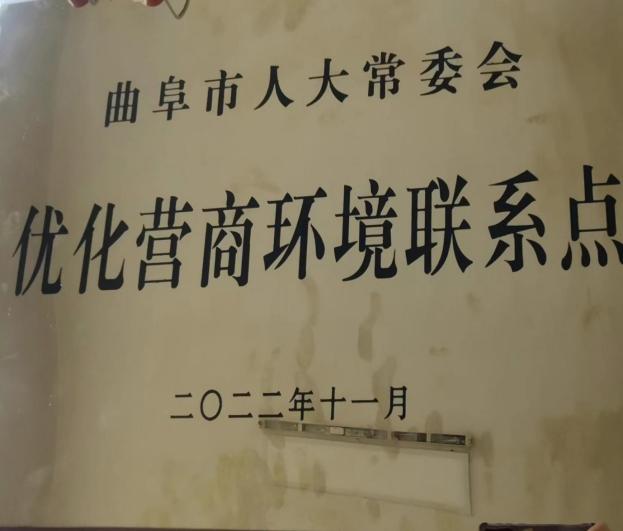 曲阜市人大常委会
优化营商环境联系点
二〇二二年十一月